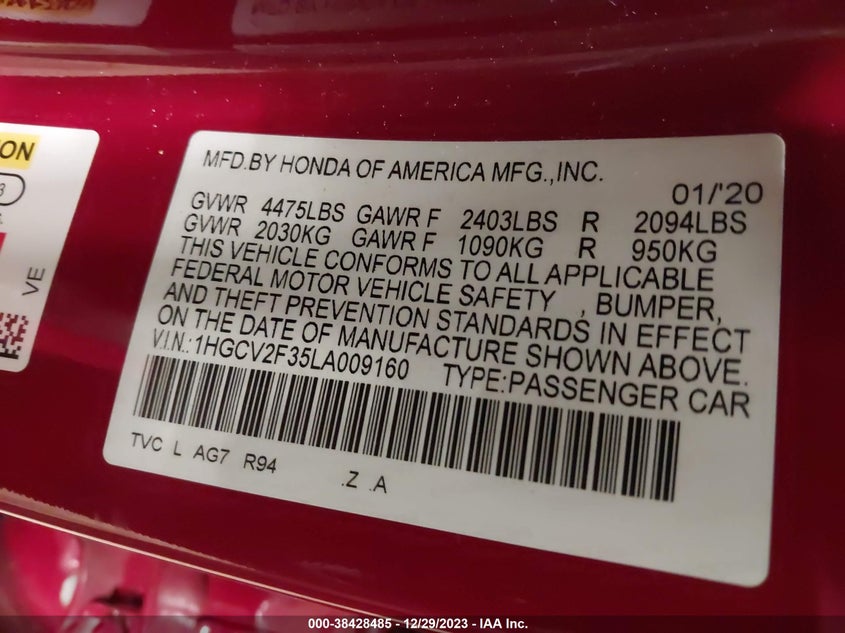 ON
3
VE
MFD.BY HONDA OF AMERICA MFG.,INC.
01/'20
GVWR 4475LBS GAWR F 2403LBS R 2094LBS
GVWR 2030KG GAWR F 1090KG R 950KG
THIS VEHICLE CONFORMS TO ALL APPLICABLE
FEDERAL MOTOR VEHICLE SAFETY , BUMPER,
AND THEFT PREVENTION STANDARDS IN EFFECT
ON THE DATE OF MANUFACTURE SHOWN ABOVE.
V.I.N.:1HGCV2F35LA009160 TYPE:PASSENGER CAR
TVC L AG7 R94 .Z .A
000-38428485 - 12/29/2023 - IAA Inc.